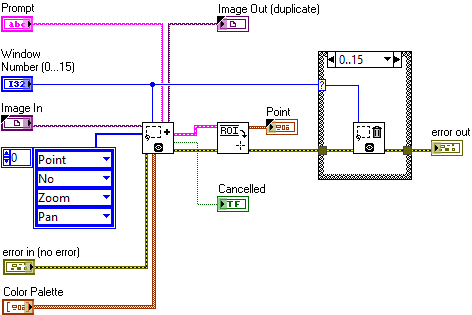 Prompt
abc
Image Out (duplicate)
Window
Number (0...15)
I32
0..15
?
Image In
0
Point
No
Zoom
Pan
ROI
Point
error out
Cancelled
TF
error in (no error)
Color Palette